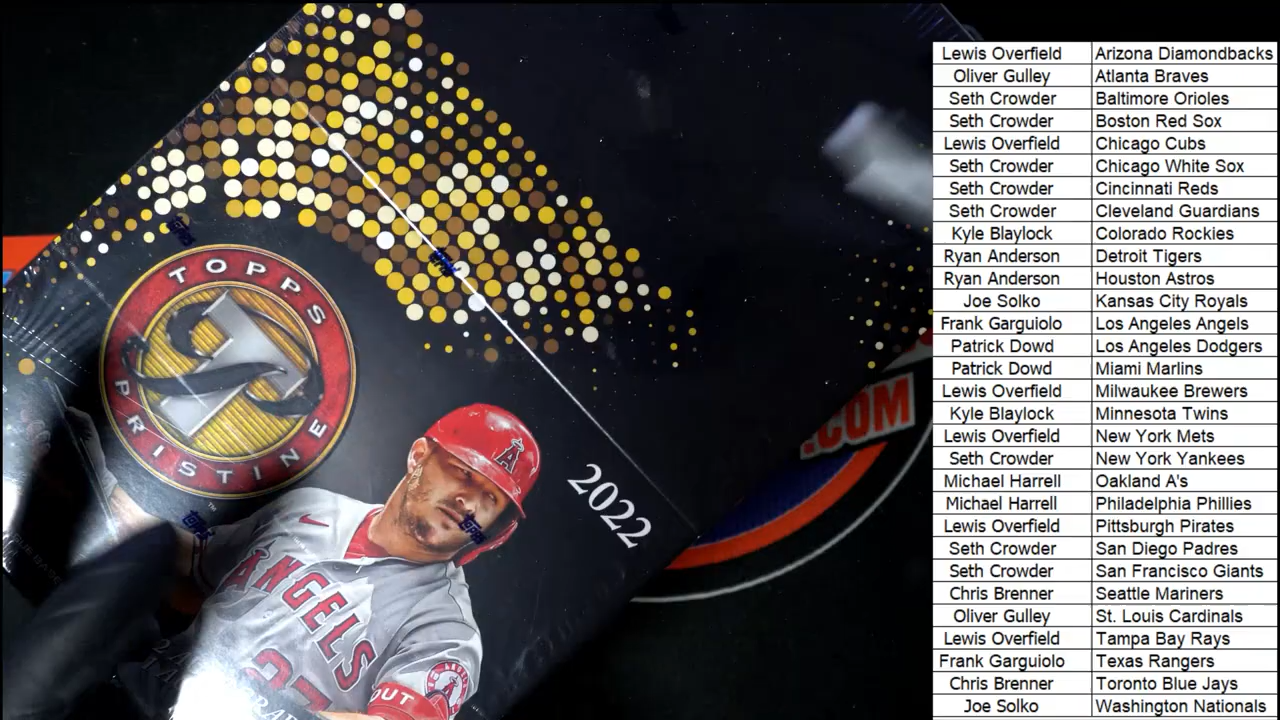 TOPPS
PRISTINE
TM
2022
ANGELS
27
OUT
A
.COM
Lewis Overfield Arizona Diamondbacks
Oliver Gulley Atlanta Braves
Seth Crowder Baltimore Orioles
Seth Crowder Boston Red Sox
Lewis Overfield Chicago Cubs
Seth Crowder Chicago White Sox
Seth Crowder Cincinnati Reds
Seth Crowder Cleveland Guardians
Kyle Blaylock Colorado Rockies
Ryan Anderson Detroit Tigers
Ryan Anderson Houston Astros
Joe Solko Kansas City Royals
Frank Garguiolo Los Angeles Angels
Patrick Dowd Los Angeles Dodgers
Patrick Dowd Miami Marlins
Lewis Overfield Milwaukee Brewers
Kyle Blaylock Minnesota Twins
Lewis Overfield New York Mets
Seth Crowder New York Yankees
Michael Harrell Oakland A's
Michael Harrell Philadelphia Phillies
Lewis Overfield Pittsburgh Pirates
Seth Crowder San Diego Padres
Seth Crowder San Francisco Giants
Chris Brenner Seattle Mariners
Oliver Gulley St. Louis Cardinals
Lewis Overfield Tampa Bay Rays
Frank Garguiolo Texas Rangers
Chris Brenner Toronto Blue Jays
Joe Solko Washington Nationals